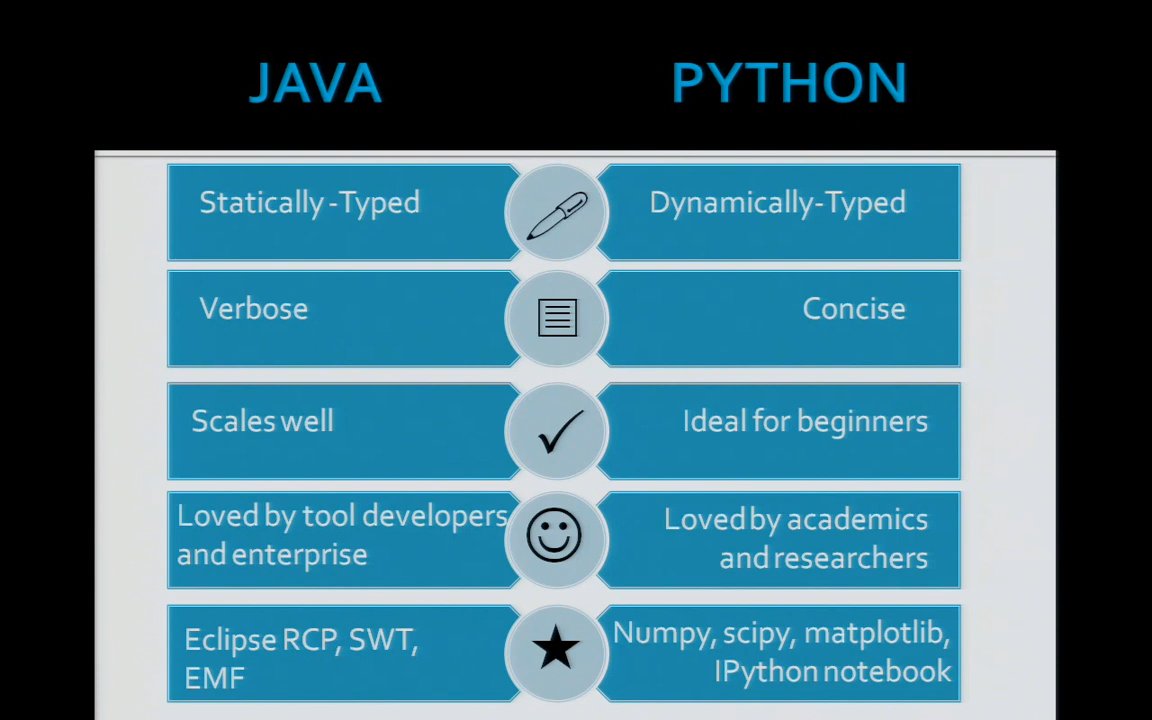 JAVA PYTHON
Statically -Typed Dynamically-Typed
Verbose Concise
Scales well Ideal for beginners
Loved by tool developers
and enterprise
Loved by academics
and researchers
Eclipse RCP, SWT,
EMF
Numpy, scipy, matplotlib,
IPython notebook